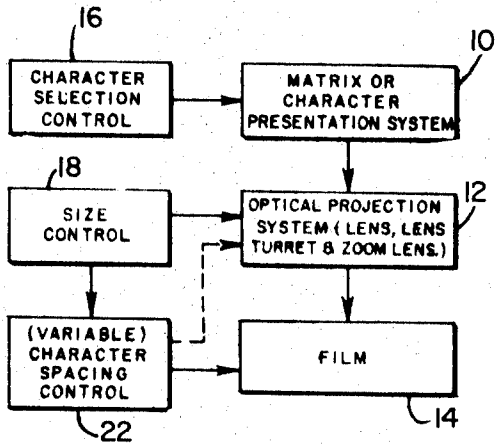 16
CHARACTER
SELECTION
CONTROL
10
MATRIX OR
CHARACTER
PRESENTATION SYSTEM
18
SIZE
CONTROL
12
OPTICAL PROJECTION
SYSTEM (LENS, LENS
TURRET & ZOOM LENS.)
(VARIABLE)
CHARACTER
SPACING
CONTROL
22
FILM
14